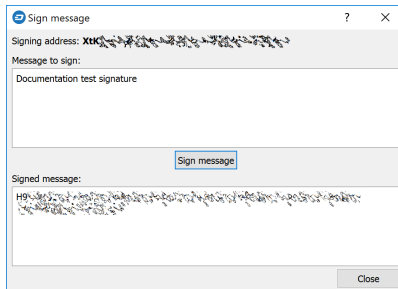 Sign message
Signing address: XtK
Message to sign:
Documentation test signature
Sign message
Signed message:
H9
Close